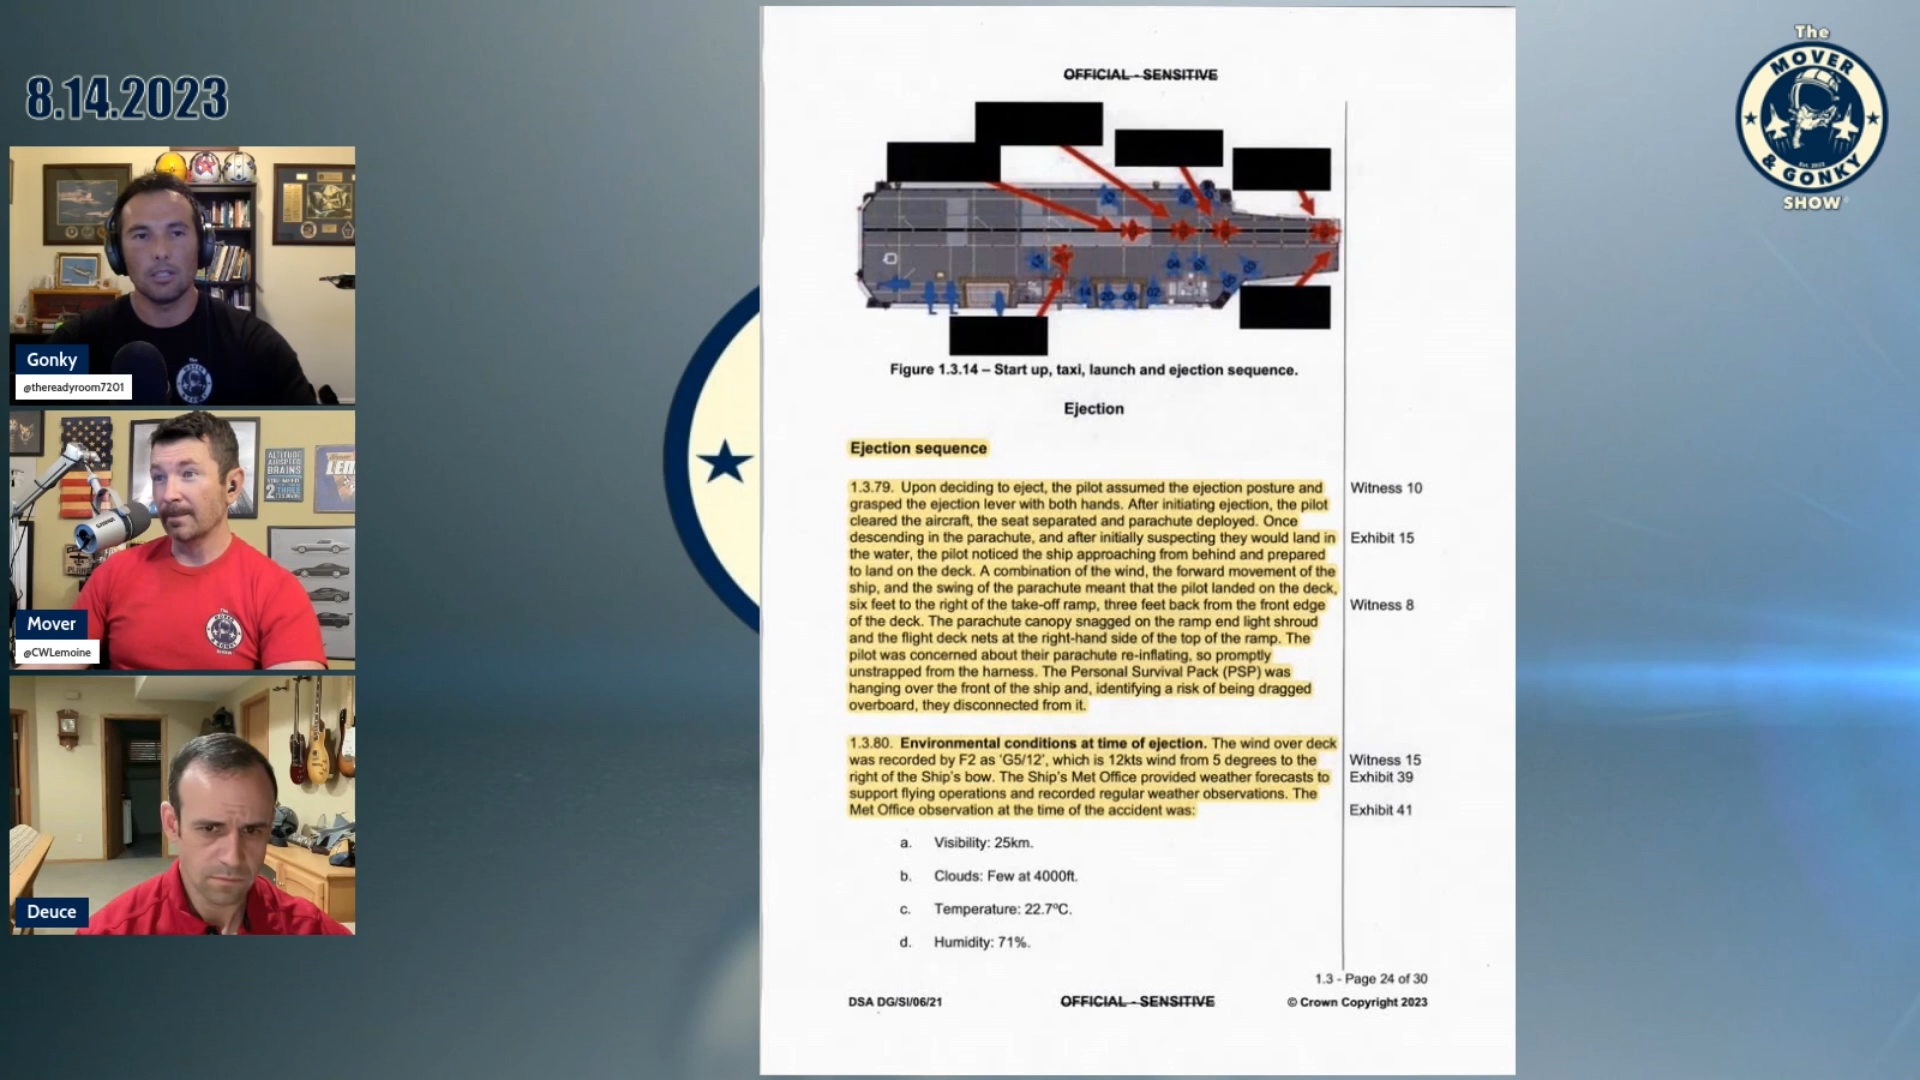 8.14.2023
The
MOVER
& GONKY
SHOW
Gonky
@thereadyroom7201
ALTITUDE
AIRSPEED
BRAINS
Mover
@CWLemoine
Deuce
OFFICIAL - SENSITIVE
Figure 1.3.14 – Start up, taxi, launch and ejection sequence.
Ejection
Ejection sequence
1.3.79. Upon deciding to eject, the pilot assumed the ejection posture and Witness 10
grasped the ejection lever with both hands. After initiating ejection, the pilot
cleared the aircraft, the seat separated and parachute deployed. Once
descending in the parachute, and after initially suspecting they would land in Exhibit 15
the water, the pilot noticed the ship approaching from behind and prepared
to land on the deck. A combination of the wind, the forward movement of the
ship, and the swing of the parachute meant that the pilot landed on the deck,
six feet to the right of the take-off ramp, three feet back from the front edge Witness 8
of the deck. The parachute canopy snagged on the ramp end light shroud
and the flight deck nets at the right-hand side of the top of the ramp. The
pilot was concerned about their parachute re-inflating, so promptly
unstrapped from the harness. The Personal Survival Pack (PSP) was
hanging over the front of the ship and, identifying a risk of being dragged
overboard, they disconnected from it.
1.3.80. Environmental conditions at time of ejection. The wind over deck
was recorded by F2 as 'G5/12', which is 12kts wind from 5 degrees to the Witness 15
right of the Ship's bow. The Ship's Met Office provided weather forecasts to Exhibit 39
support flying operations and recorded regular weather observations. The
Met Office observation at the time of the accident was: Exhibit 41
a. Visibility: 25km.
b. Clouds: Few at 4000ft.
c. Temperature: 22.7ºC.
d. Humidity: 71%.
1.3 - Page 24 of 30
DSA DG/SI/06/21 OFFICIAL - SENSITIVE © Crown Copyright 2023